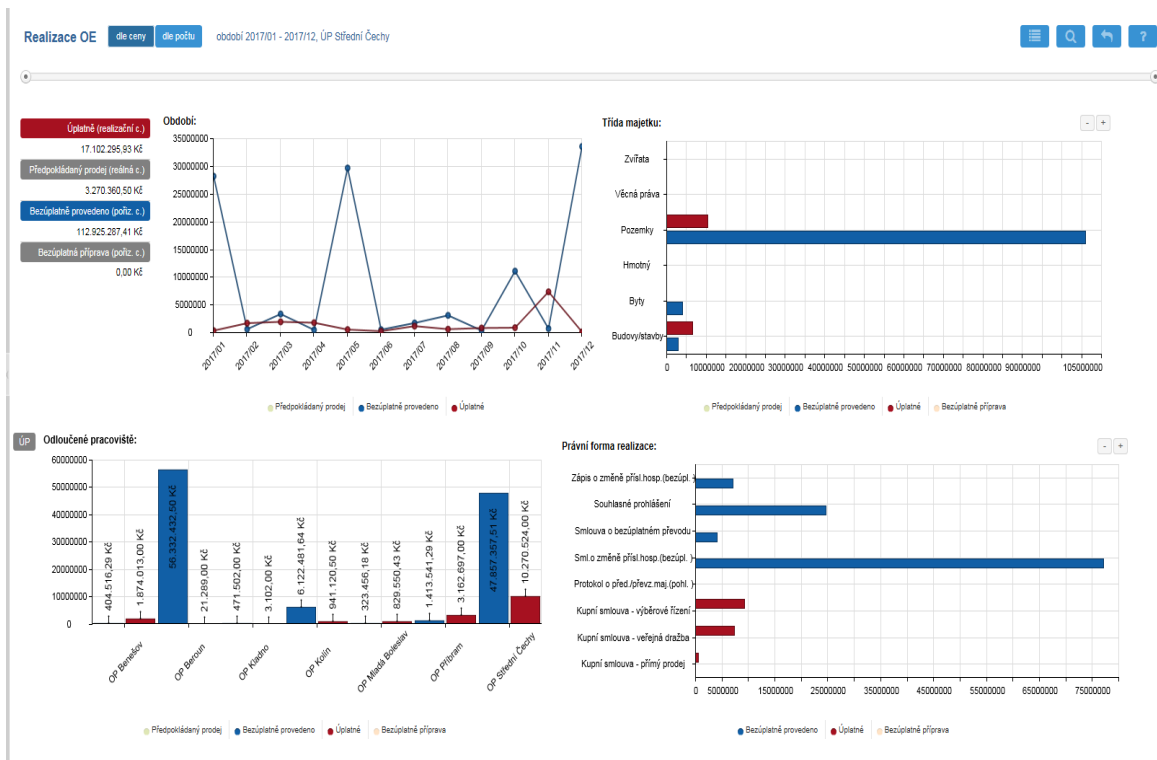 Realizace OE
dle ceny
dle počtu
období 2017/01 - 2017/12, ÚP Střední Čechy
?
Úplatně (realizační c.)
17.102.295,93 Kč
Předpokládaný prodej (reálná c.)
3.270.360,50 Kč
Bezúplatně provedeno (pořiz. c.)
112.925.287,41 Kč
Bezúplatná příprava (pořiz. c.)
0,00 Kč
Období:
35000000
30000000
25000000
20000000
15000000
10000000
5000000
0
2017/01
2017/02
2017/03
2017/04
2017/05
2017/06
2017/07
2017/08
2017/09
2017/10
2017/11
2017/12
Předpokládaný prodej
Bezúplatně provedeno
Úplatné
Třída majetku:
- +
Zvířata
Věcná práva
Pozemky
Hmotný
Byty
Budovy/stavby
0 10000000 20000000 30000000 40000000 50000000 60000000 70000000 80000000 90000000 105000000
Předpokládaný prodej
Bezúplatně provedeno
Úplatné
Bezúplatně příprava
ÚP
Odloučené pracoviště:
60000000
50000000
40000000
30000000
20000000
10000000
0
404.516,29 Kč
1.874.013,00 Kč
56.332.432,50 Kč
21.289,00 Kč
471.502,00 Kč
3.102,00 Kč
6.122.481,64 Kč
941.120,50 Kč
323.456,18 Kč
829.550,43 Kč
1.413.541,29 Kč
3.162.697,00 Kč
47.857.357,51 Kč
10.270.524,00 Kč
OP Benešov
OP Beroun
OP Kladno
OP Kolín
OP Mladá Boleslav
OP Příbram
OP Střední Čechy
Předpokládaný prodej
Bezúplatně provedeno
Úplatné
Bezúplatně příprava
Právní forma realizace:
- +
Zápis o změně přísl.hosp.(bezúpl. )
Souhlasné prohlášení
Smlouva o bezúplatném převodu
Sml.o změně přísl.hosp.(bezúpl. )
Protokol o před./převz.maj.(pohl. )
Kupní smlouva - výběrové řízení
Kupní smlouva - veřejná dražba
Kupní smlouva - přímý prodej
0 5000000 15000000 25000000 35000000 45000000 55000000 65000000 75000000
Bezúplatně provedeno
Úplatné
Bezúplatně příprava